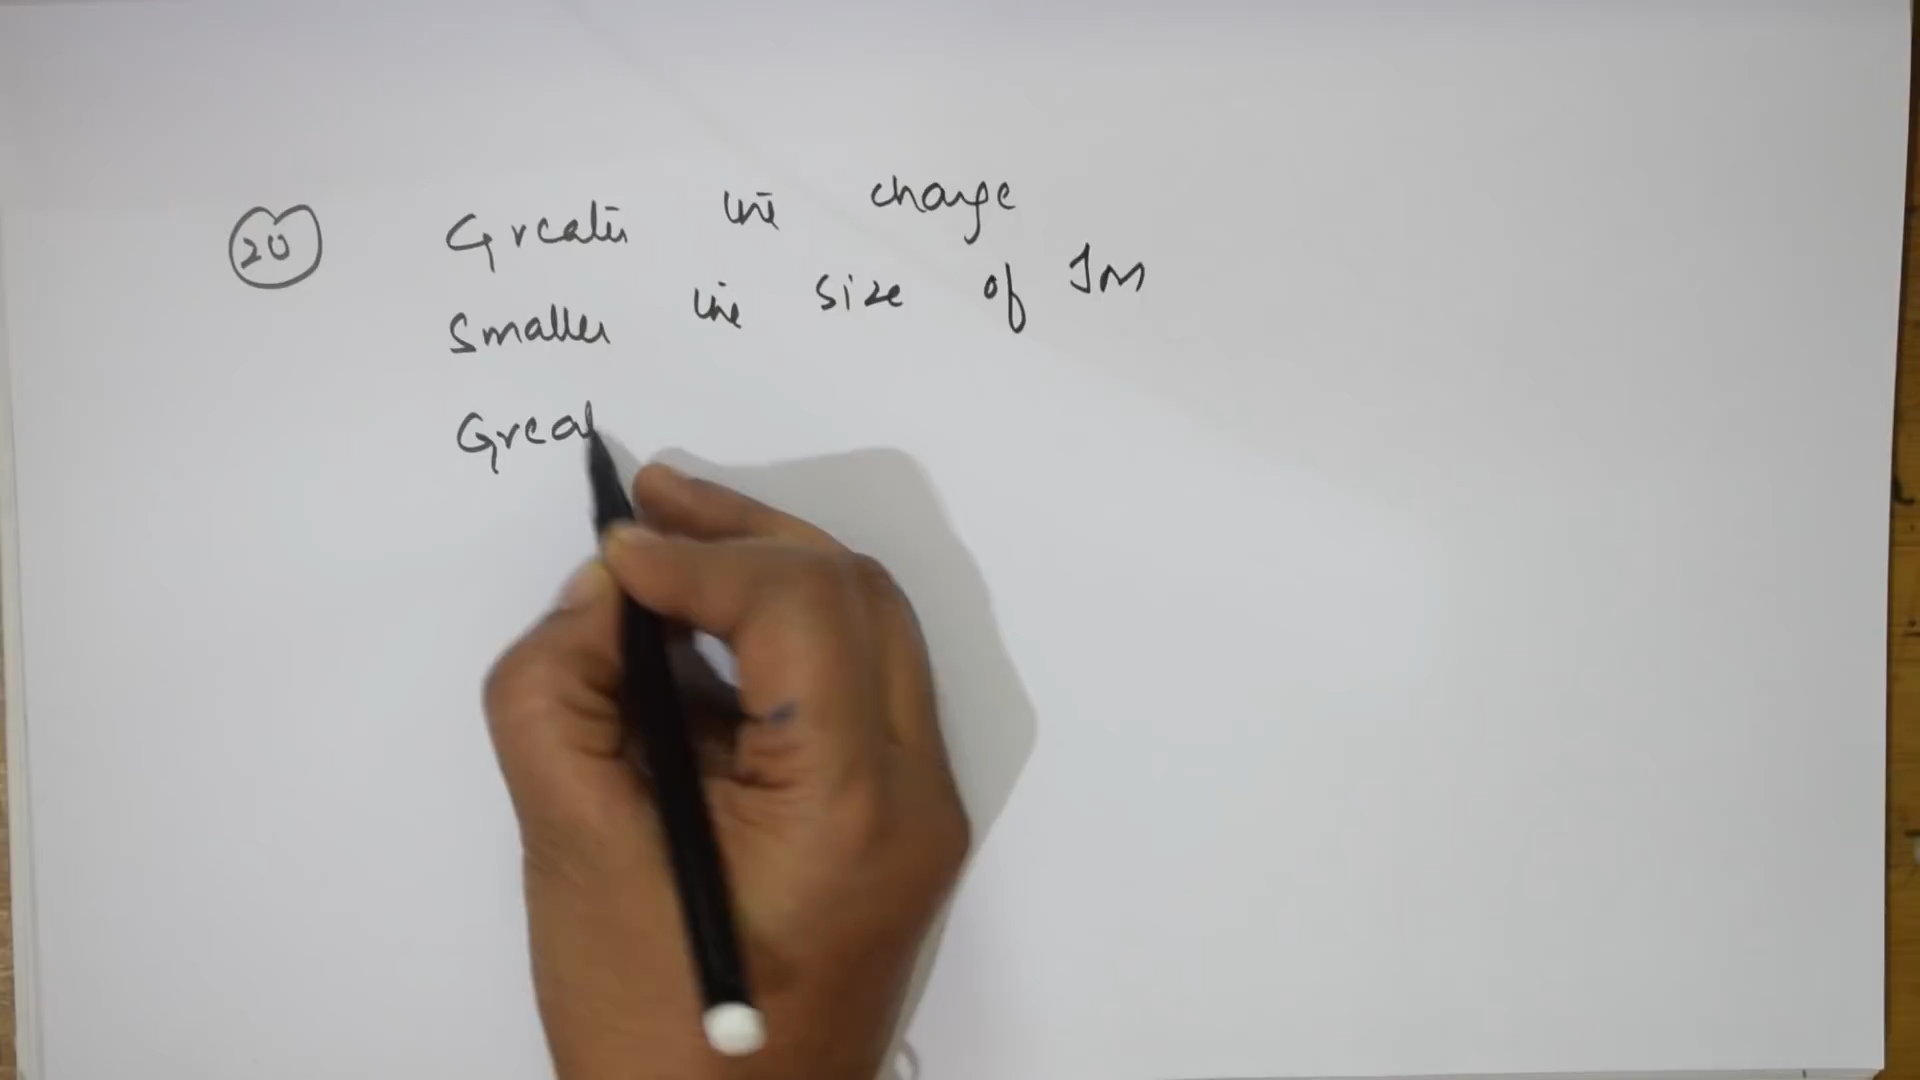 20 Greater the charge
Smaller the size of Im
Great